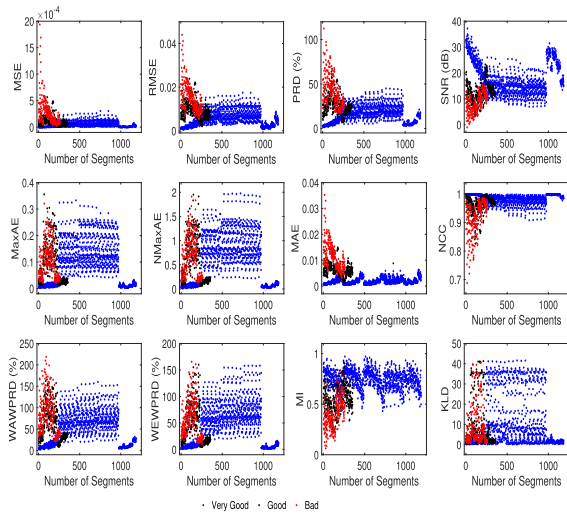 20 ×10⁻⁴
15
10
5
0
MSE
0 500 1000
Number of Segments
0.04
0.02
0
RMSE
0 500 1000
Number of Segments
100
50
0
PRD (%)
0 500 1000
Number of Segments
40
30
20
10
0
SNR (dB)
0 500 1000
Number of Segments
0.4
0.3
0.2
0.1
0
MaxAE
0 500 1000
Number of Segments
2
1.5
1
0.5
0
NMaxAE
0 500 1000
Number of Segments
0.04
0.03
0.02
0.01
0
MAE
0 500 1000
Number of Segments
1
0.9
0.8
0.7
NCC
0 500 1000
Number of Segments
250
200
150
100
50
0
WAWPRD (%)
0 500 1000
Number of Segments
200
150
100
50
0
WEWPRD (%)
0 500 1000
Number of Segments
1
0.5
0
MI
0 500 1000
Number of Segments
50
40
30
20
10
0
KLD
0 500 1000
Number of Segments
Very Good Good Bad